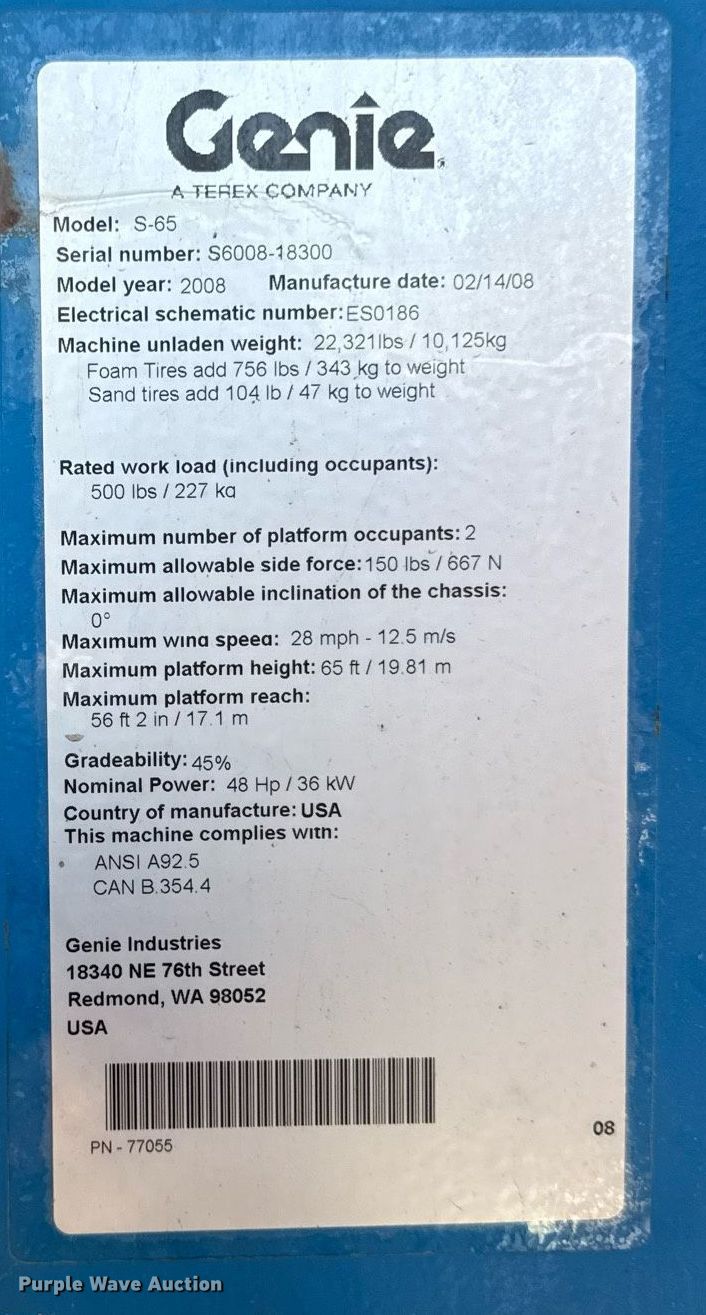 Genie
A TEREX COMPANY
Model: S-65
Serial number: S6008-18300
Model year: 2008 Manufacture date: 02/14/08
Electrical schematic number:ES0186
Machine unladen weight: 22,321lbs / 10,125kg
Foam Tires add 756 lbs / 343 kg to weight
Sand tires add 104 lb / 47 kg to weight
Rated work load (including occupants):
500 lbs / 227 kg
Maximum number of platform occupants: 2
Maximum allowable side force: 150 lbs / 667 N
Maximum allowable inclination of the chassis:
0°
Maximum wind speed: 28 mph - 12.5 m/s
Maximum platform height: 65 ft / 19.81 m
Maximum platform reach:
56 ft 2 in / 17.1 m
Gradeability: 45%
Nominal Power: 48 Hp / 36 kW
Country of manufacture: USA
This machine complies with:
ANSI A92.5
CAN B.354.4
Genie Industries
18340 NE 76th Street
Redmond, WA 98052
USA
PN - 77055
08
Purple Wave Auction